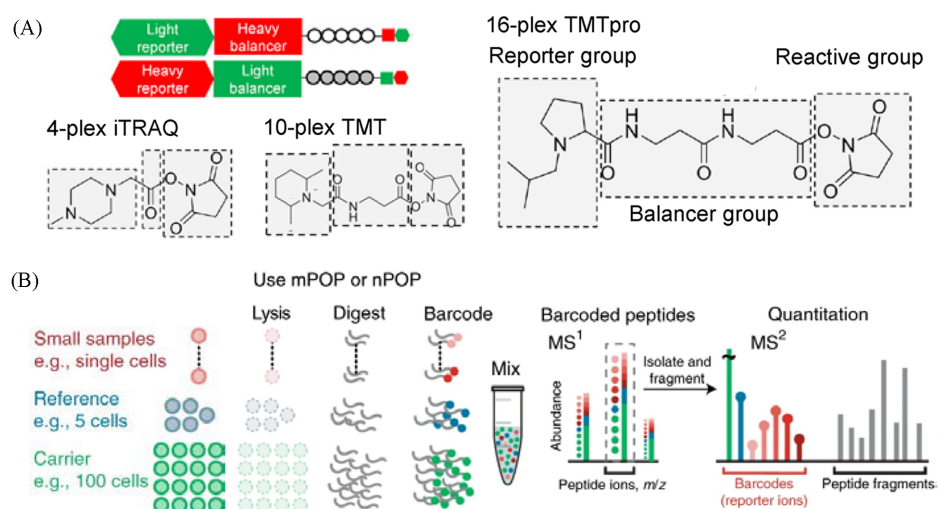 (A)
Light
reporter
Heavy
balancer
Heavy
reporter
Light
balancer
4-plex iTRAQ
N
N
O
O
N
O
O
10-plex TMT
N
O
N
H
O
O
N
O
O
16-plex TMTpro
Reporter group
Reactive group
N
O
H
N
O
H
N
O
O
N
O
O
Balancer group
(B)
Use mPOP or nPOP
Lysis
Digest
Barcode
Small samples
e.g., single cells
Reference
e.g., 5 cells
Carrier
e.g., 100 cells
Mix
Barcoded peptides
MS1
Abundance
Peptide ions, m/z
Isolate and
fragment
Quantitation
MS2
Barcodes
(reporter ions)
Peptide fragments